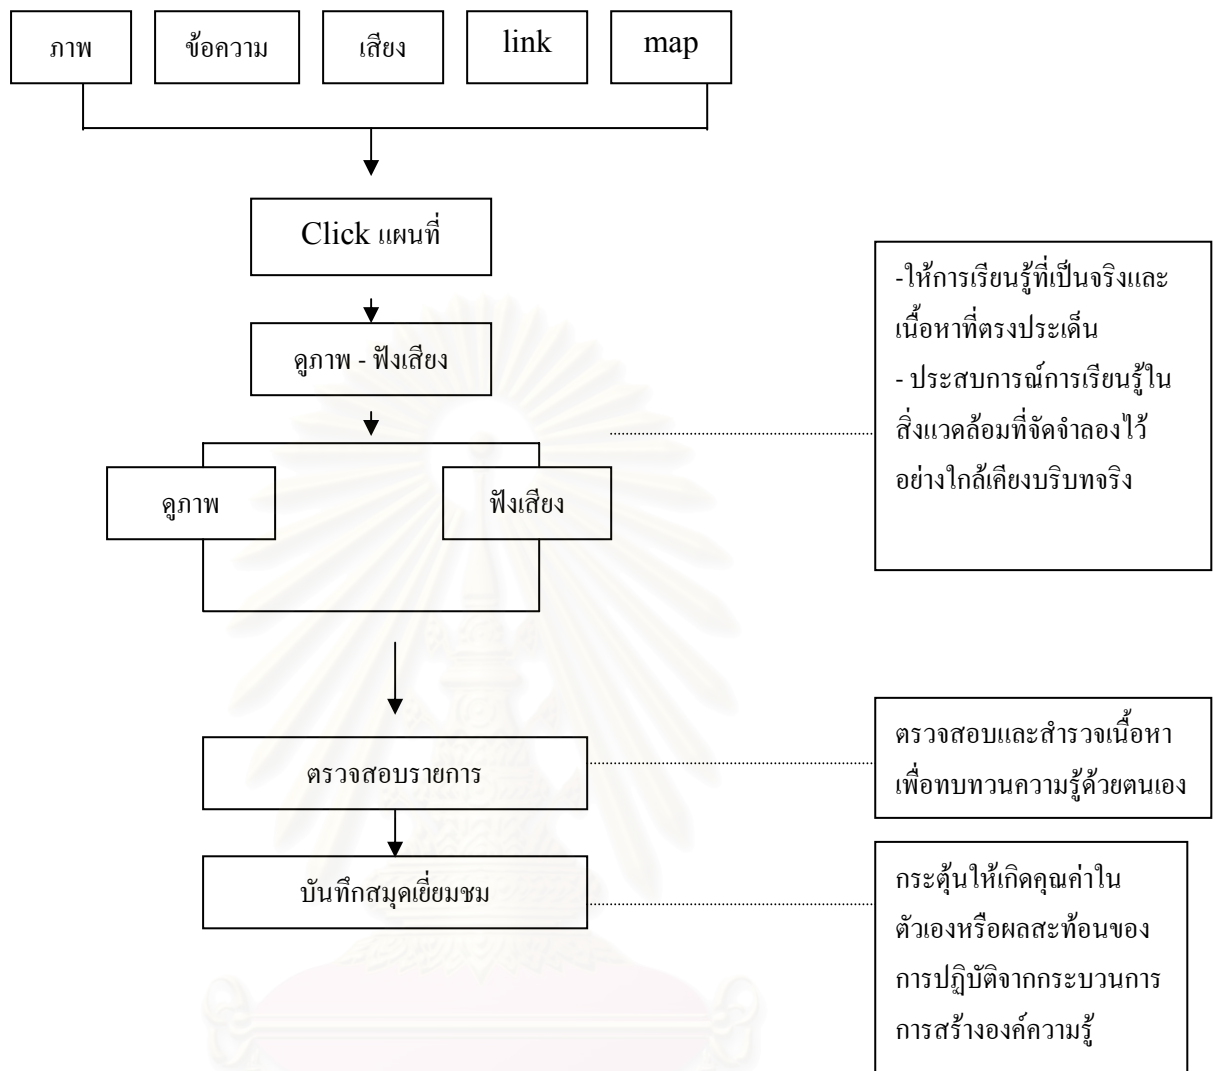 ภาพ
ข้อความ
เสียง
link
map
Click แผนที่
ดูภาพ - ฟังเสียง
ดูภาพ
ฟังเสียง
-ให้การเรียนรู้ที่เป็นจริงและ
เนื้อหาที่ตรงประเด็น
- ประสบการณ์การเรียนรู้ใน
สิ่งแวดล้อมที่จัดจำลองไว้
อย่างใกล้เคียงบริบทจริง
ตรวจสอบรายการ
ตรวจสอบและสำรวจเนื้อหา
เพื่อทบทวนความรู้ด้วยตนเอง
บันทึกสมุดเยี่ยมชม
กระตุ้นให้เกิดคุณค่าใน
ตัวเองหรือผลสะท้อนของ
การปฏิบัติจากกระบวนการ
การสร้างองค์ความรู้